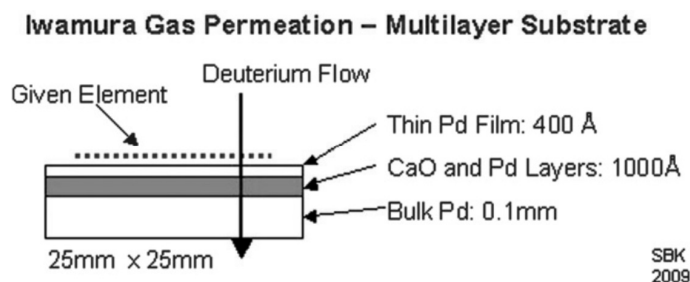 Iwamura Gas Permeation – Multilayer Substrate
Deuterium Flow
Given Element
Thin Pd Film: 400 Å
CaO and Pd Layers: 1000Å
Bulk Pd: 0.1mm
25mm x 25mm
SBK
2009